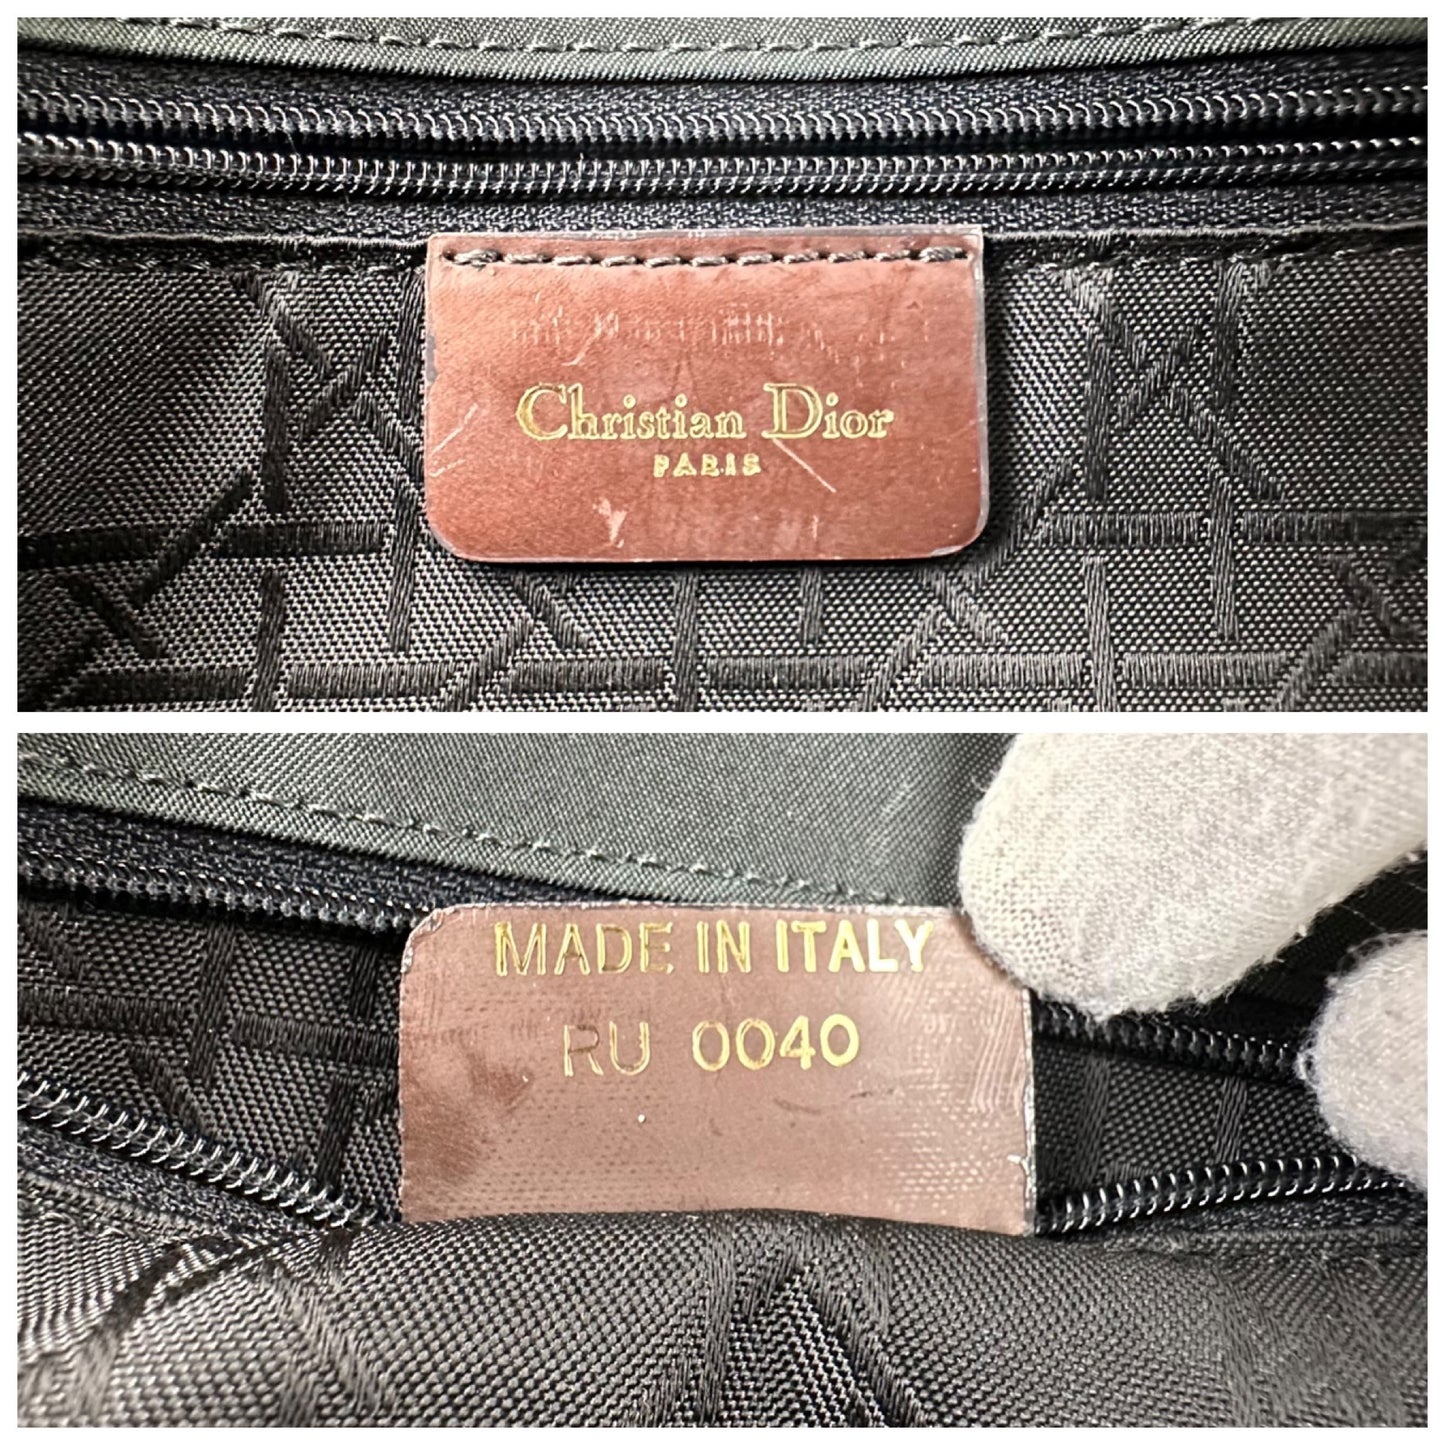 Christian Dior
PARIS
MADE IN ITALY
RU 0040